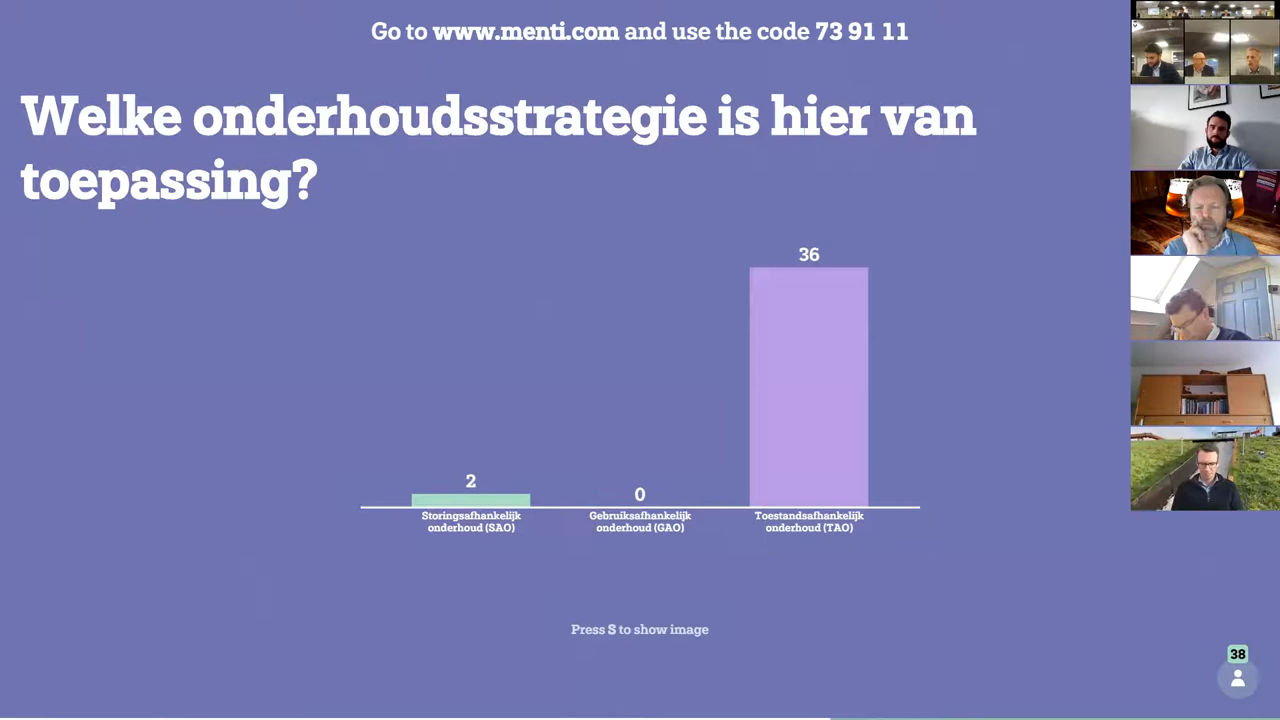 Go to www.menti.com and use the code 73 91 11
Welke onderhoudsstrategie is hier van
toepassing?
36
2
0
Storingsafhankelijk
onderhoud (SAO)
Gebruiksafhankelijk
onderhoud (GAO)
Toestandsafhankelijk
onderhoud (TAO)
Press S to show image
38